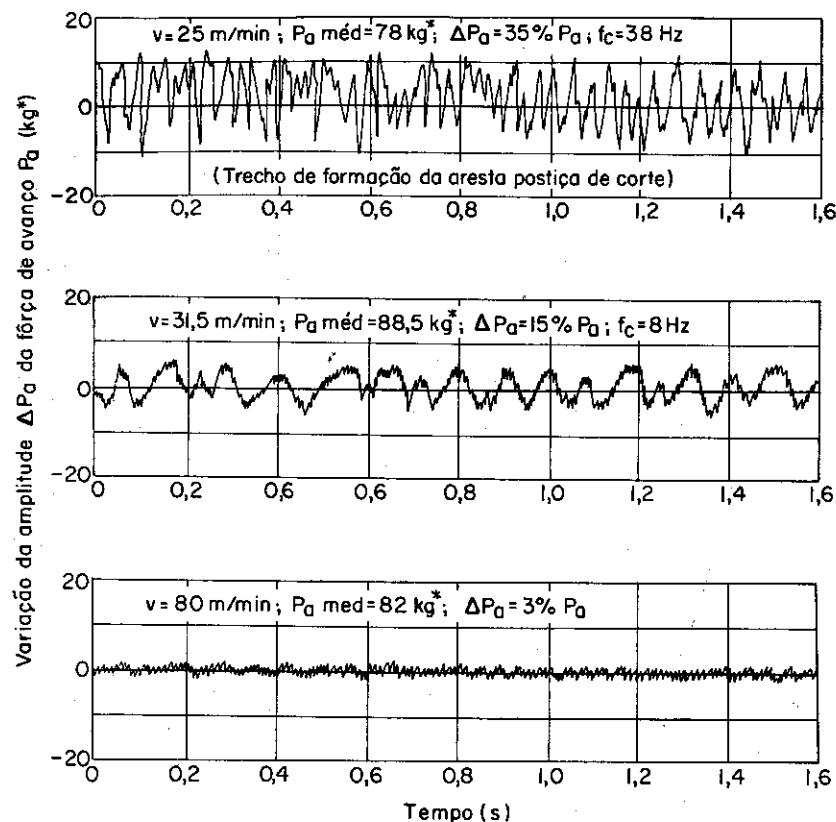 Variação da amplitude ΔPa da fôrça de avanço Pa (kg*)
20
v=25 m/min; Pa méd=78 kg*; ΔPa=35% Pa; fc=38 Hz
10
0
(Trecho de formação da aresta postiça de corte)
-20
0 0,2 0,4 0,6 0,8 1,0 1,2 1,4 1,6
20
v=31,5 m/min; Pa méd=88,5 kg*; ΔPa=15% Pa; fc=8 Hz
10
0
-20
0 0,2 0,4 0,6 0,6 1,0 1,2 1,4 1,6
20
v=80 m/min; Pa med=82 kg*; ΔPa=3% Pa
10
0
-20
0 0,2 0,4 0,6 0,8 1,0 1,2 1,4 1,6
Tempo (s)